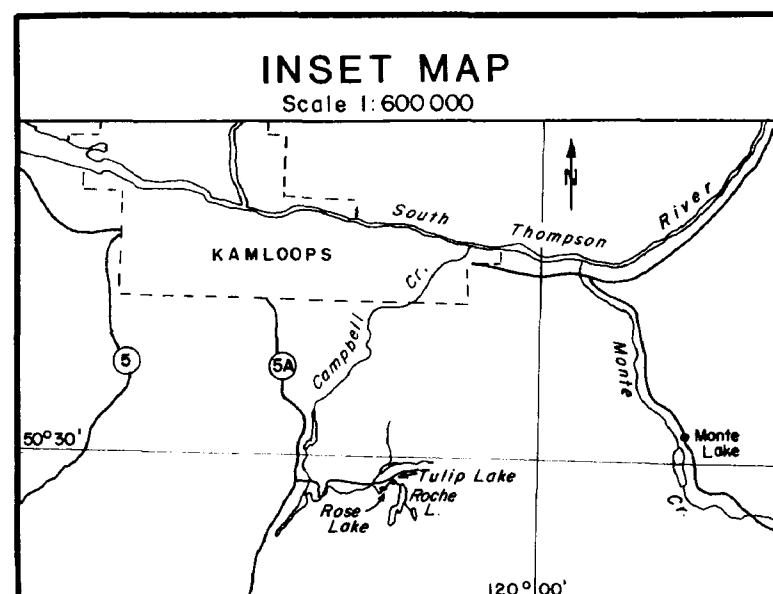 INSET MAP
Scale 1:600 000
N
South Thompson River
KAMLOOPS
Campbell Cr.
5
5A
Monte Cr.
50° 30'
Monte
Lake
Tulip Lake
Rose
Lake
Roche
L.
120° 00'